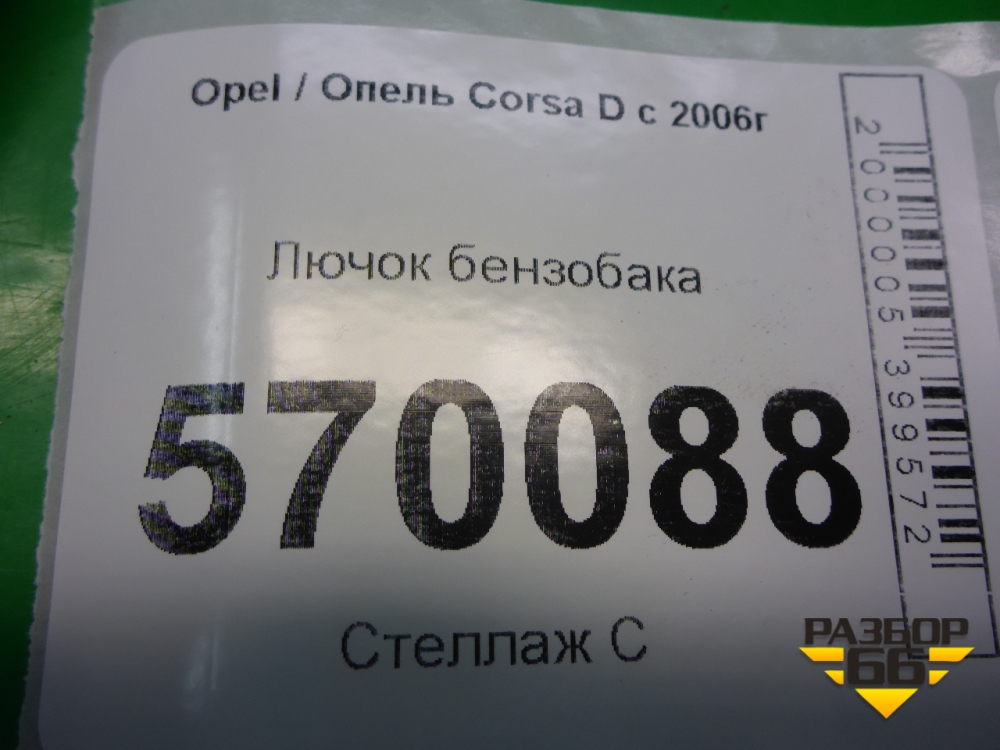 Opel / Опель Corsa D с 2006г
Лючок бензобака
570088
Стеллаж С
2000005399572
РАЗБОР
66